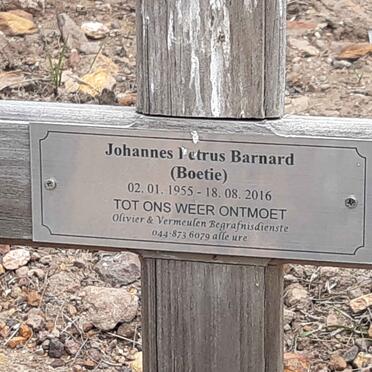 Johannes Petrus Barnard
(Boetie)
02. 01. 1955 - 18. 08. 2016
TOT ONS WEER ONTMOET
Olivier & Vermeulen Begrafnisdienste
044-873 6079 alle ure